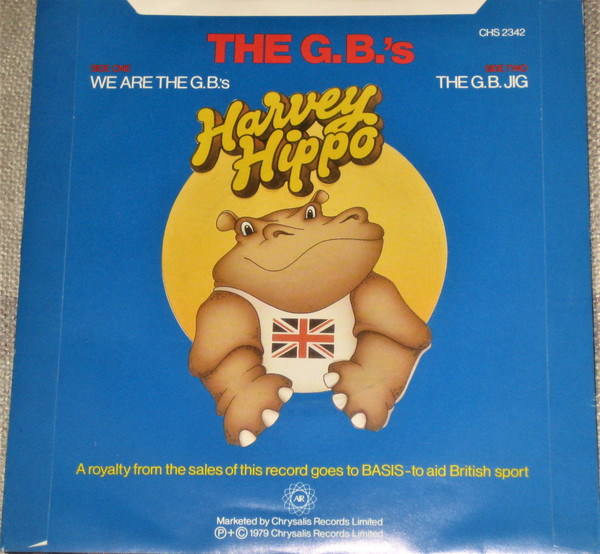 CHS 2342
THE G.B.'s
SIDE ONE
WE ARE THE G.B.'s
SIDE TWO
THE G.B. JIG
Harvey
Hippo
A royalty from the sales of this record goes to BASIS - to aid British sport
AIR
Marketed by Chrysalis Records Limited
Ⓟ+© 1979 Chrysalis Records Limited